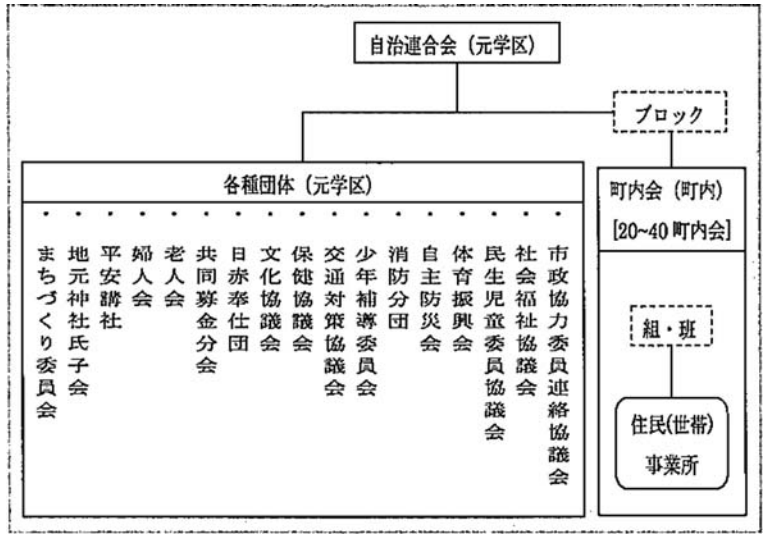 自治連合会（元学区）
ブロック
各種団体（元学区）
・市政協力委員連絡協議会
・社会福祉協議会
・民生児童委員協議会
・体育振興会
・自主防災会
・消防分団
・少年補導委員会
・交通対策協議会
・保健協議会
・文化協議会
・日赤奉仕団
・共同募金分会
・老人会
・婦人会
・平安講社
・地元神社氏子会
・まちづくり委員会
町内会（町内）
[20~40町内会]
組・班
住民(世帯)
事業所